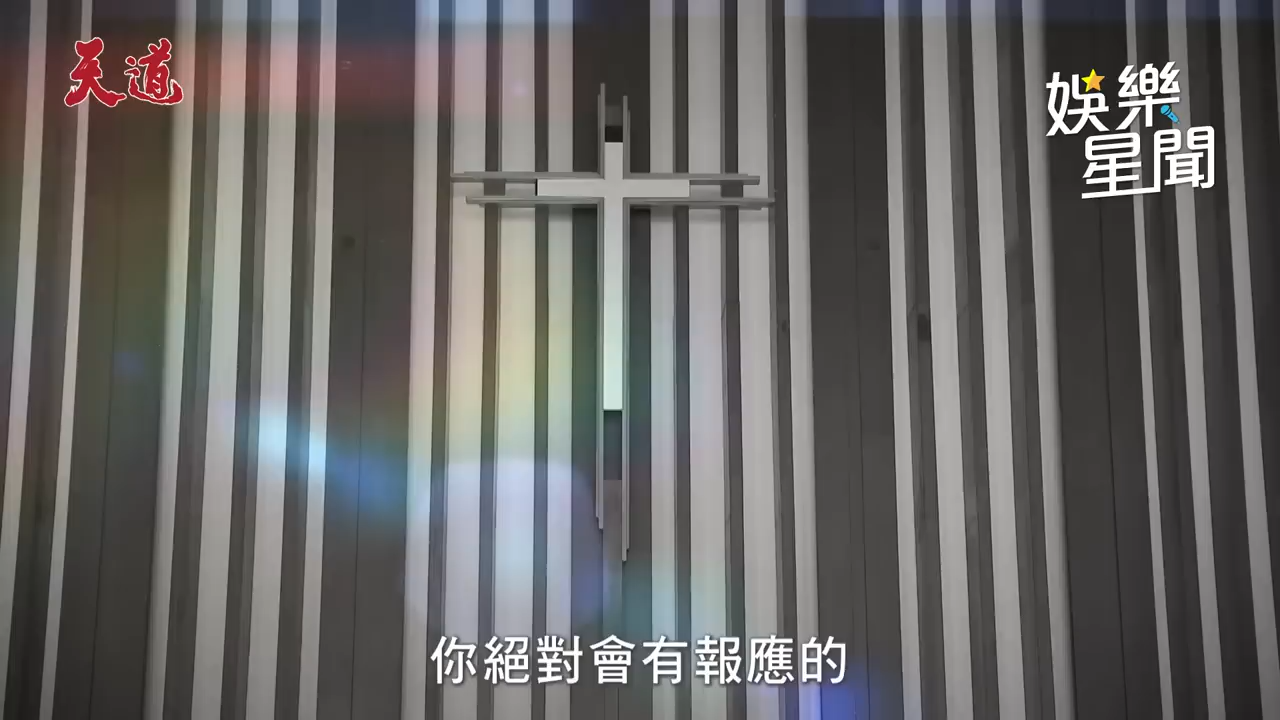 天道
娛樂
星聞
你絕對會有報應的